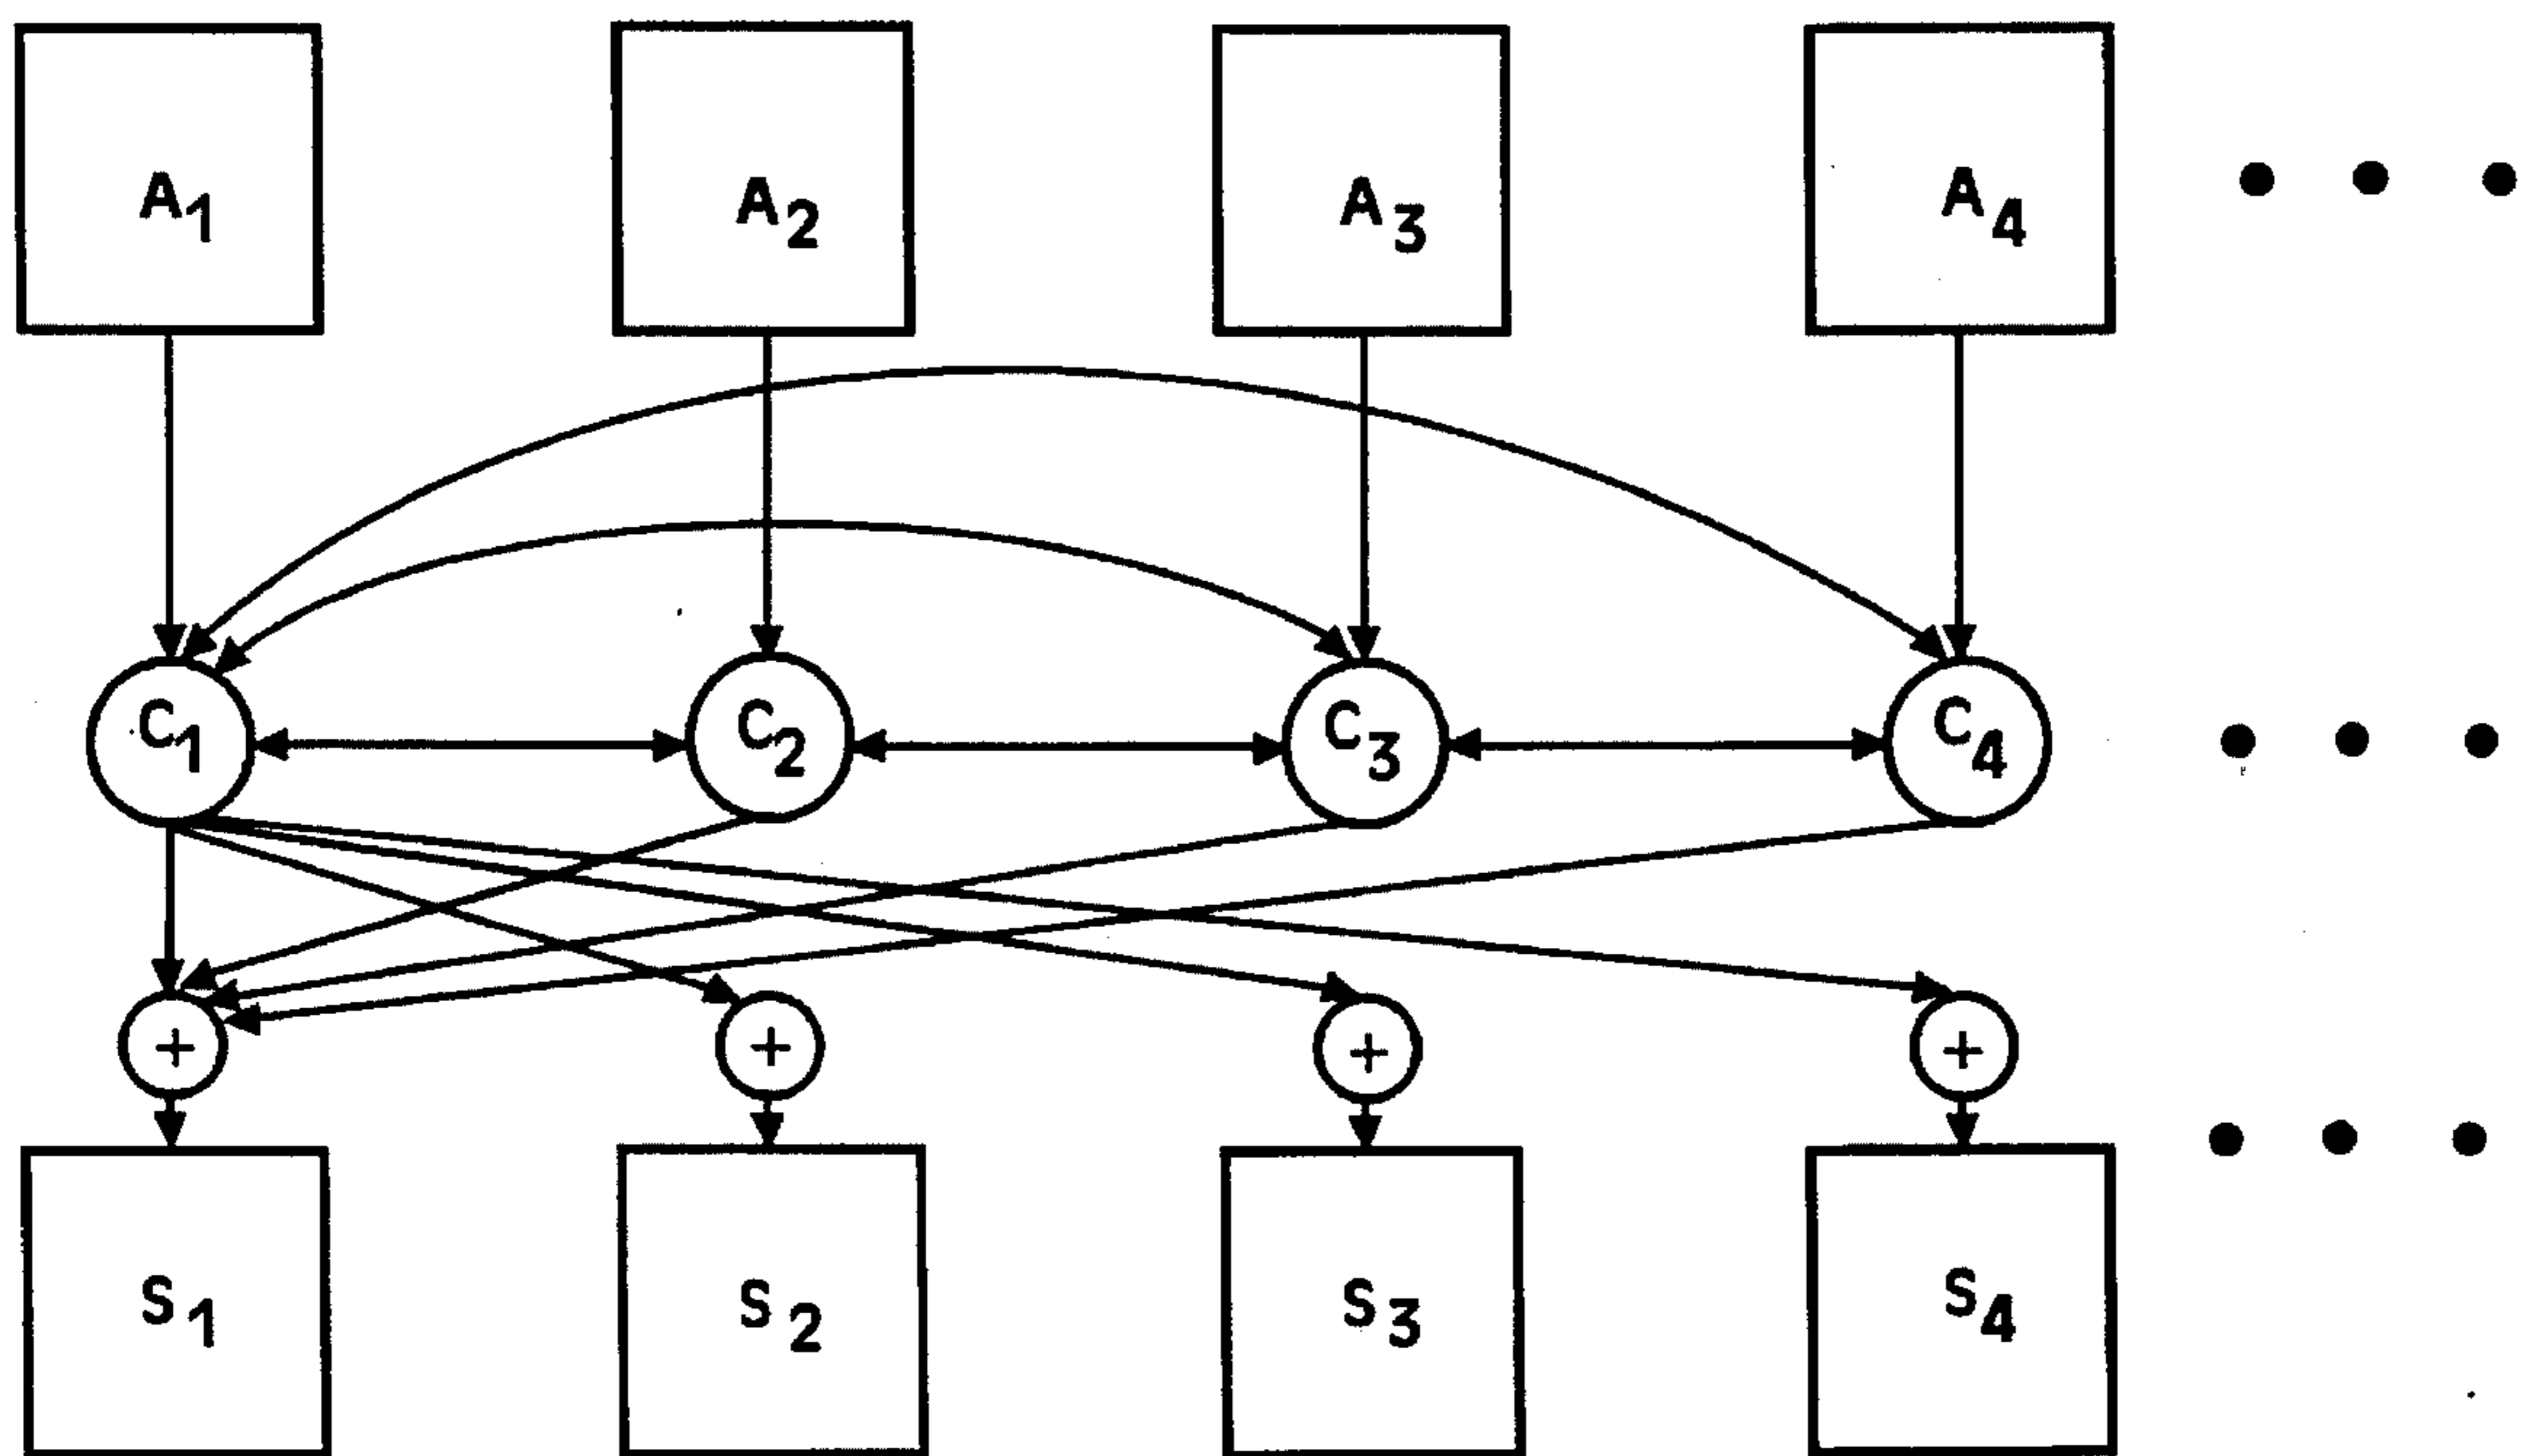 A1 A2 A3 A4 • • •
C1 C2 C3 C4 • • •
+ + + +
S1 S2 S3 S4 • • •